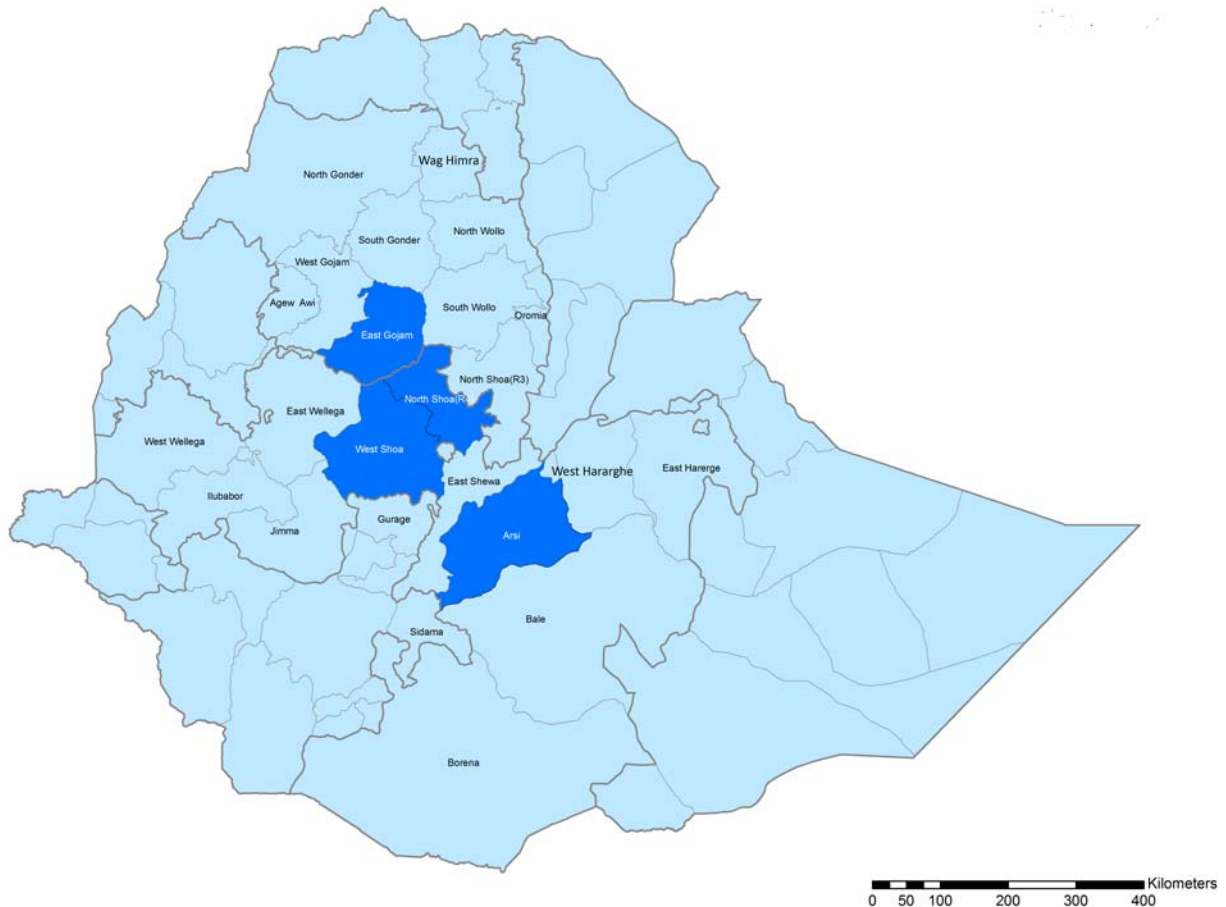 Wag Himra
North Gonder
North Wollo
South Gonder
West Gojam
Agew Awi
South Wollo
Oromia
East Gojam
North Shoa(R3)
North Shoa(R
East Wellega
West Wellega
West Shoa
West Hararghe
East Harerge
East Shewa
Ilubabor
Gurage
Jimma
Arsi
Bale
Sidama
Borena
Kilometers
0 50 100 200 300 400